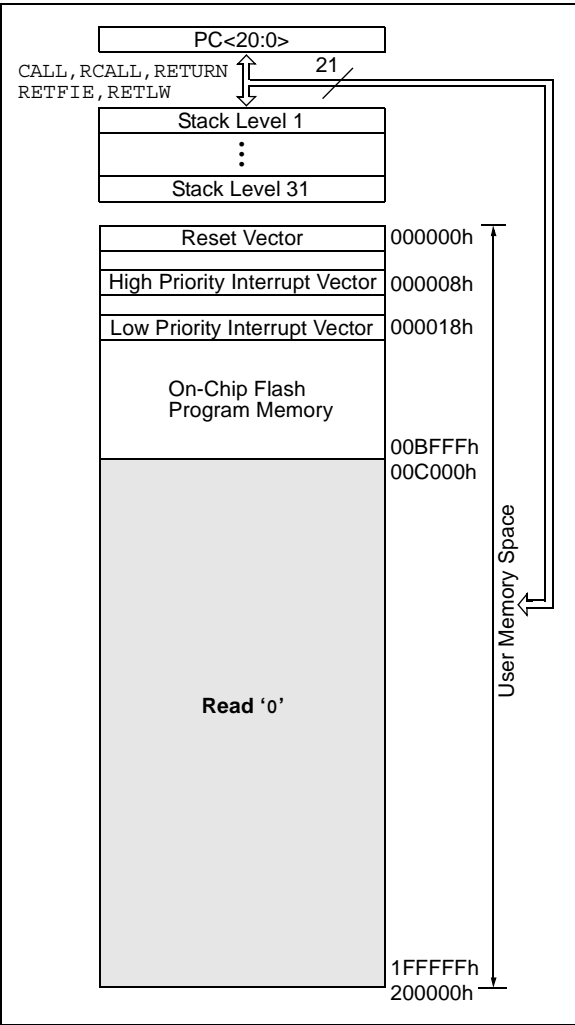 PC<20:0>
CALL,RCALL,RETURN
RETFIE,RETLW
21
Stack Level 1
Stack Level 31
Reset Vector
000000h
High Priority Interrupt Vector
000008h
Low Priority Interrupt Vector
000018h
On-Chip Flash
Program Memory
00BFFFh
00C000h
User Memory Space
Read ‘0’
1FFFFFh
200000h